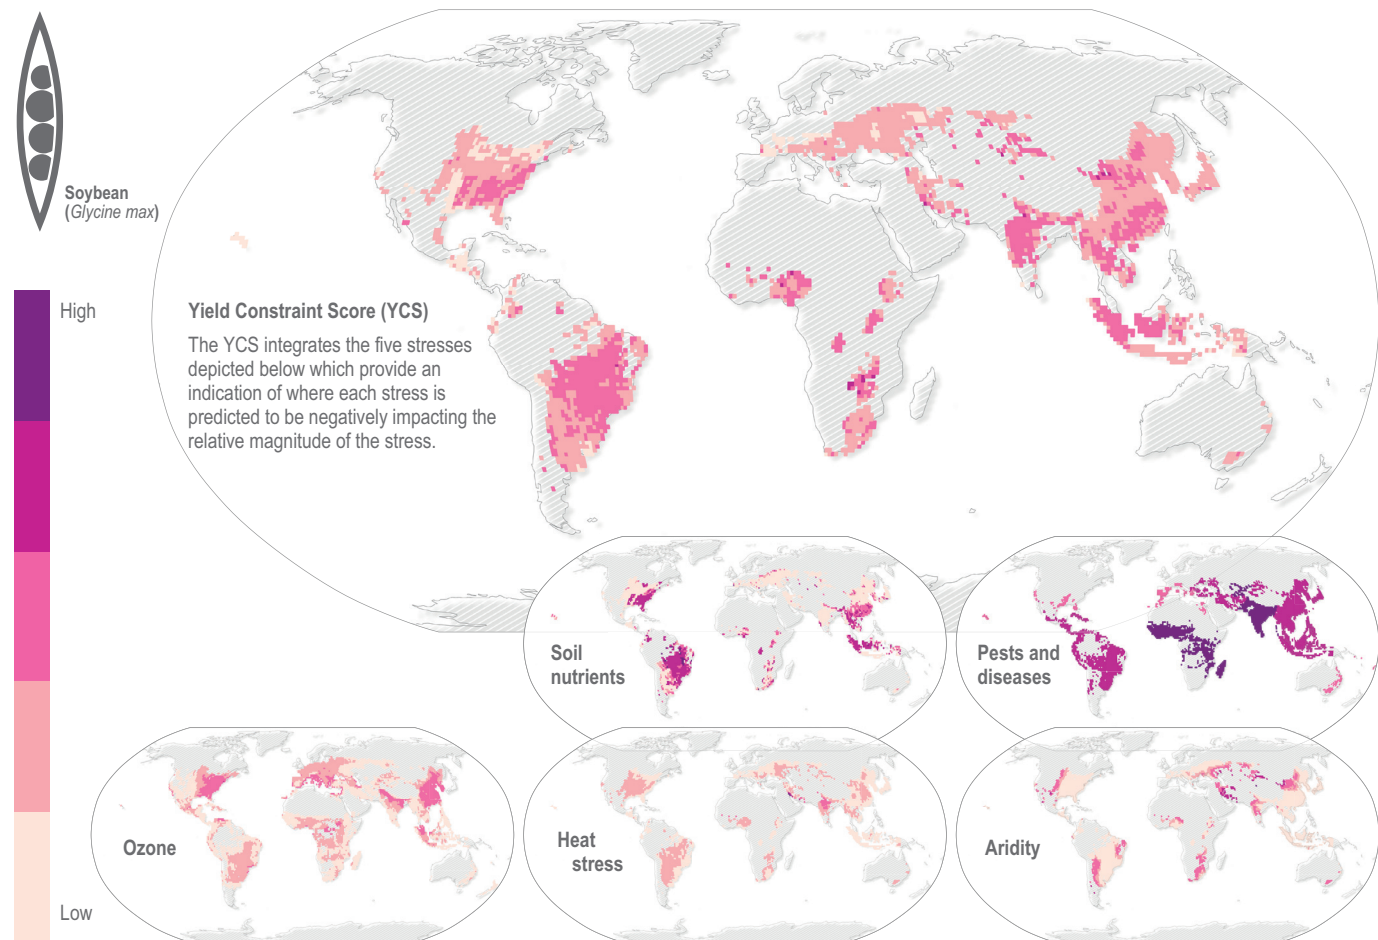 Soybean
(Glycine max)
High
Low
Yield Constraint Score (YCS)
The YCS integrates the five stresses
depicted below which provide an
indication of where each stress is
predicted to be negatively impacting the
relative magnitude of the stress.
Soil
nutrients
Pests and
diseases
Ozone
Heat
stress
Aridity